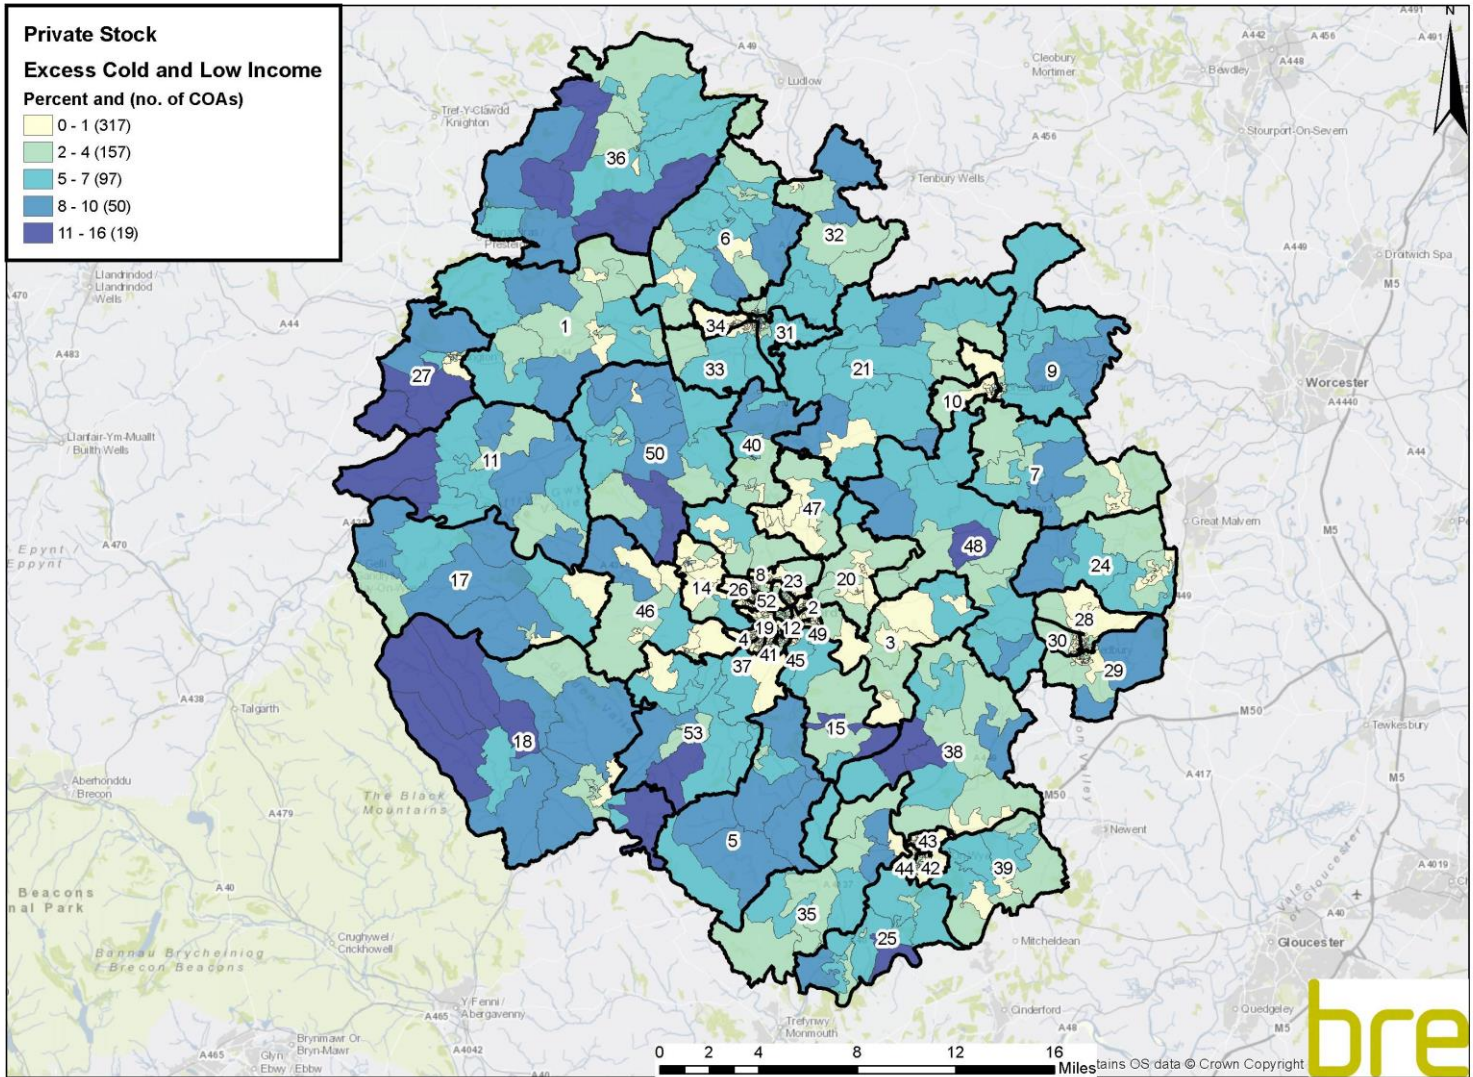 Private Stock
Excess Cold and Low Income
Percent and (no. of COAs)
0 - 1 (317)
2 - 4 (157)
5 - 7 (97)
8 - 10 (50)
11 - 16 (19)
N
A491
A442
A456
A491
A49
Cleobury
Mortimer
Bewdley
A448
Ludlow
Tref-Y-Clawdd
Knighton
Stourport-On-Severn
A456
36
Tenbury Wells
6
32
A449
Droitwich Spa
Llandrindod /
Llandrindod
Wells
A470
M5
A44
1
34
31
A483
27
33
21
9
10
Worcester
A4440
Llanfair-Ym-Muallt
/ Builth Wells
11
50
40
7
A44
47
Great Malvern
M5
Epynt /
Eppynt
A470
48
24
17
14
8
23
20
26
52
2
46
19
12
49
4
3
28
30
37
41
45
29
A438
Talgarth
M50
Tewkesbury
18
53
15
38
A417
M5
Aberhonddu
/ Brecon
The Black
Mountains
A479
M50
Newent
5
43
44
42
39
A4019
A40
Beacons
nal Park
35
Vale
of Gloucester
A40
25
Mitcheldean
Gloucester
Crughywel /
Crickhowell
Bannau Brycheiniog
/ Brecon Beacons
Y-Fenni /
Abergavenny
A465
Cinderford
Quedgeley
Trefynwy
Monmouth
A48
M5
Brynmawr Or
Bryn-Mawr
A465
Glyn
Ebwy / Ebbw
A4042
A40
0 2 4 8 12 16
Miles
tains OS data © Crown Copyright
bre